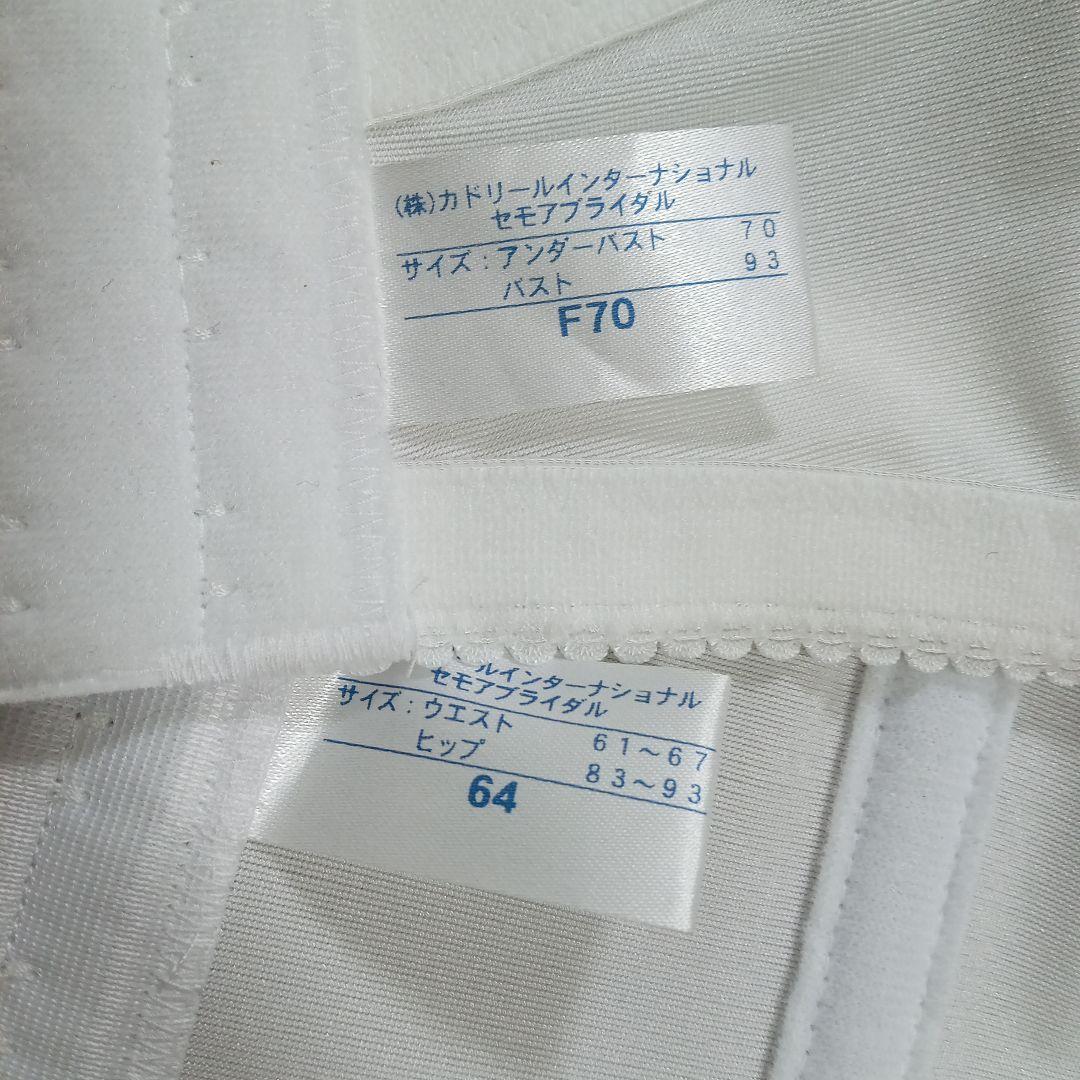 (株)カドリールインターナショナル
セモアブライダル
サイズ:アンダーバスト 70
バスト 93
F70
ルインターナショナル
セモアブライダル
サイズ:ウエスト 61~67
ヒップ 83~93
64